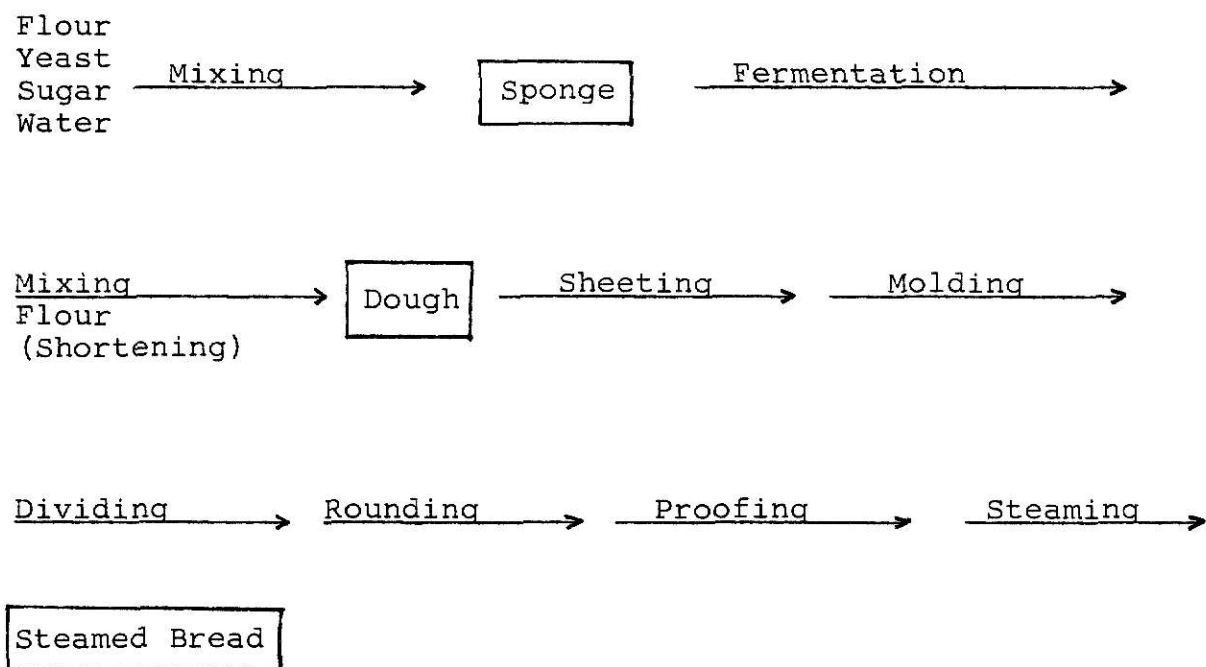 Flour
Yeast
Sugar
Water
Mixing
Sponge
Fermentation
Mixing
Flour
(Shortening)
Dough
Sheeting
Molding
Dividing
Rounding
Proofing
Steaming
Steamed Bread